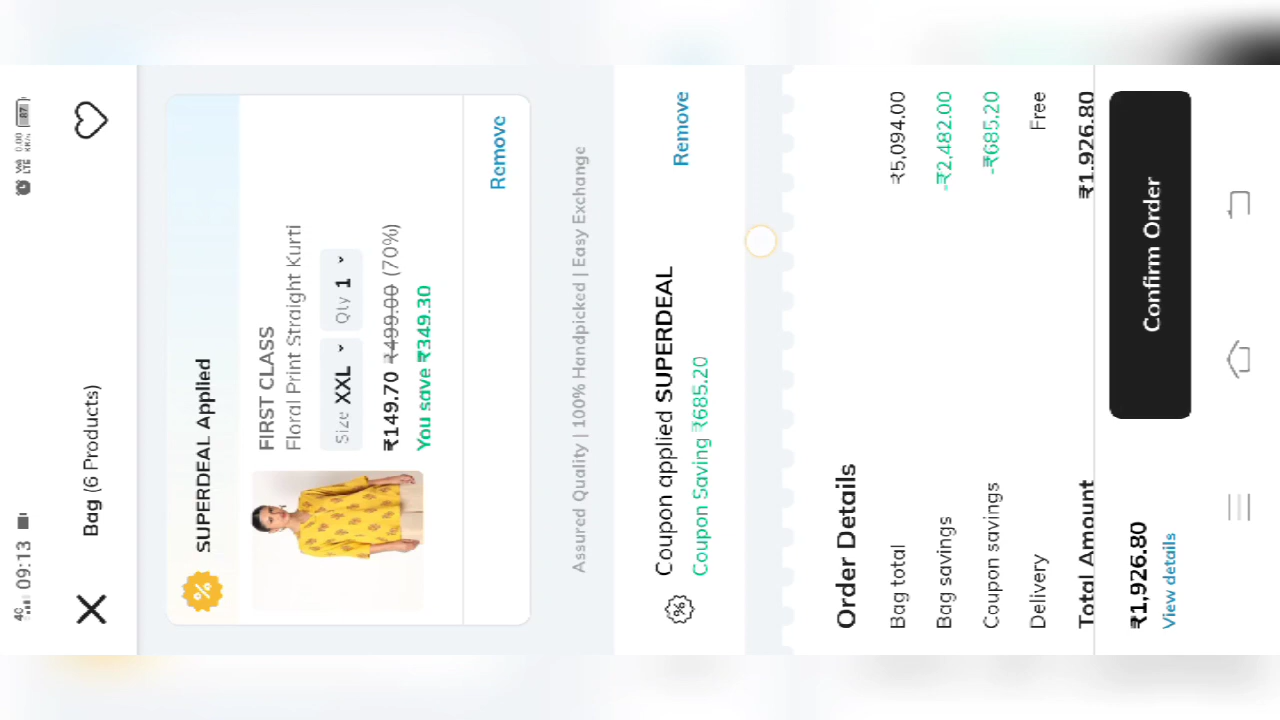 4G 09:13
Bag (6 Products)
SUPERDEAL Applied
FIRST CLASS
Floral Print Straight Kurti
Size XXL Qty 1
₹149.70 ₹499.00 (70%)
You save ₹349.30
Remove
Assured Quality | 100% Handpicked | Easy Exchange
Coupon applied SUPERDEAL
Coupon Saving ₹685.20
Remove
Order Details
Bag total ₹5,094.00
Bag savings -₹2,482.00
Coupon savings -₹685.20
Delivery Free
Total Amount ₹1,926.80
₹1,926.80
View details
Confirm Order